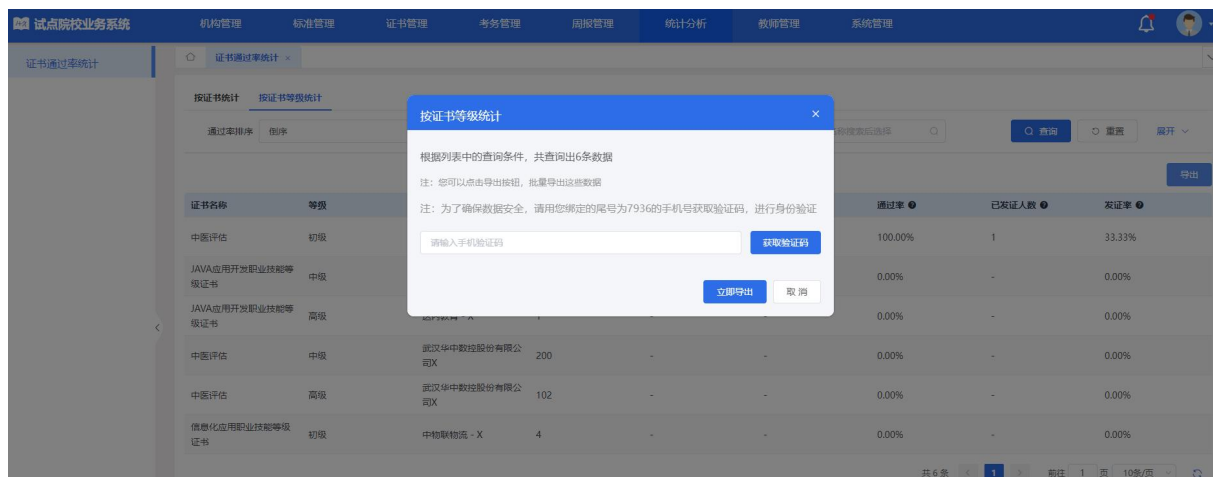 试点院校业务系统
机构管理 标准管理 证书管理 考务管理 周报管理 统计分析 教师管理 系统管理
证书通过率统计
证书通过率统计 ×
按证书统计 按证书等级统计
通过率排序 倒序
查询 重置 展开
导出
按证书等级统计 ×
根据列表中的查询条件，共查询出6条数据
注：您可以点击导出按钮，批量导出这些数据
注：为了确保数据安全，请用您绑定的尾号为7936的手机号获取验证码，进行身份验证
请输入手机验证码 获取验证码
立即导出 取 消
证书名称 等级 通过率 已发证人数 发证率
中医评估 初级 100.00% 1 33.33%
JAVA应用开发职业技能等级证书 中级 0.00% - 0.00%
JAVA应用开发职业技能等级证书 高级 0.00% - 0.00%
中医评估 中级 武汉华中数控股份有限公司X 200 - - 0.00% - 0.00%
中医评估 高级 武汉华中数控股份有限公司X 102 - - 0.00% - 0.00%
信息化应用职业技能等级证书 初级 中物联物流 - X 4 - - 0.00% - 0.00%
共 6 条 1 前往 1 页 10条/页